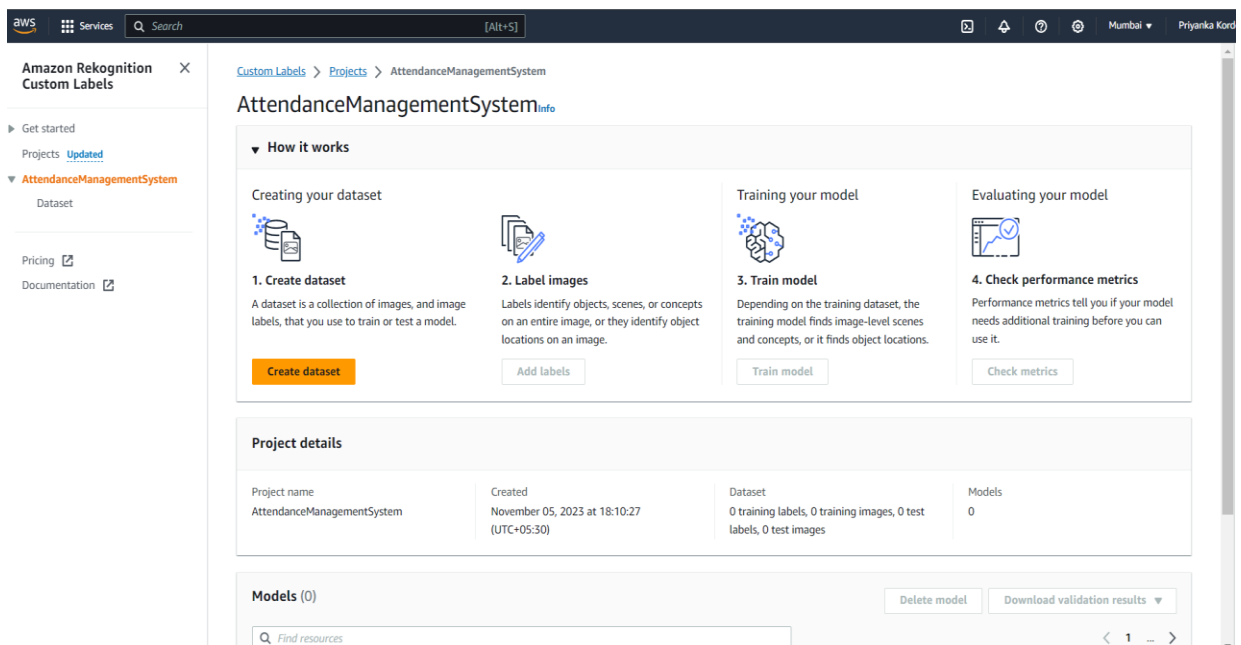 aws Services Search [Alt+S] Mumbai Priyanka Kord
Amazon Rekognition
Custom Labels
Get started
Projects Updated
AttendanceManagementSystem
Dataset
Pricing
Documentation
Custom Labels > Projects > AttendanceManagementSystem
AttendanceManagementSystem Info
How it works
Creating your dataset
1. Create dataset
A dataset is a collection of images, and image
labels, that you use to train or test a model.
Create dataset
2. Label images
Labels identify objects, scenes, or concepts
on an entire image, or they identify object
locations on an image.
Add labels
Training your model
3. Train model
Depending on the training dataset, the
training model finds image-level scenes
and concepts, or it finds object locations.
Train model
Evaluating your model
4. Check performance metrics
Performance metrics tell you if your model
needs additional training before you can
use it.
Check metrics
Project details
Project name
AttendanceManagementSystem
Created
November 05, 2023 at 18:10:27
(UTC+05:30)
Dataset
0 training labels, 0 training images, 0 test
labels, 0 test images
Models
0
Models (0)
Delete model
Download validation results
Find resources
< 1 ... >